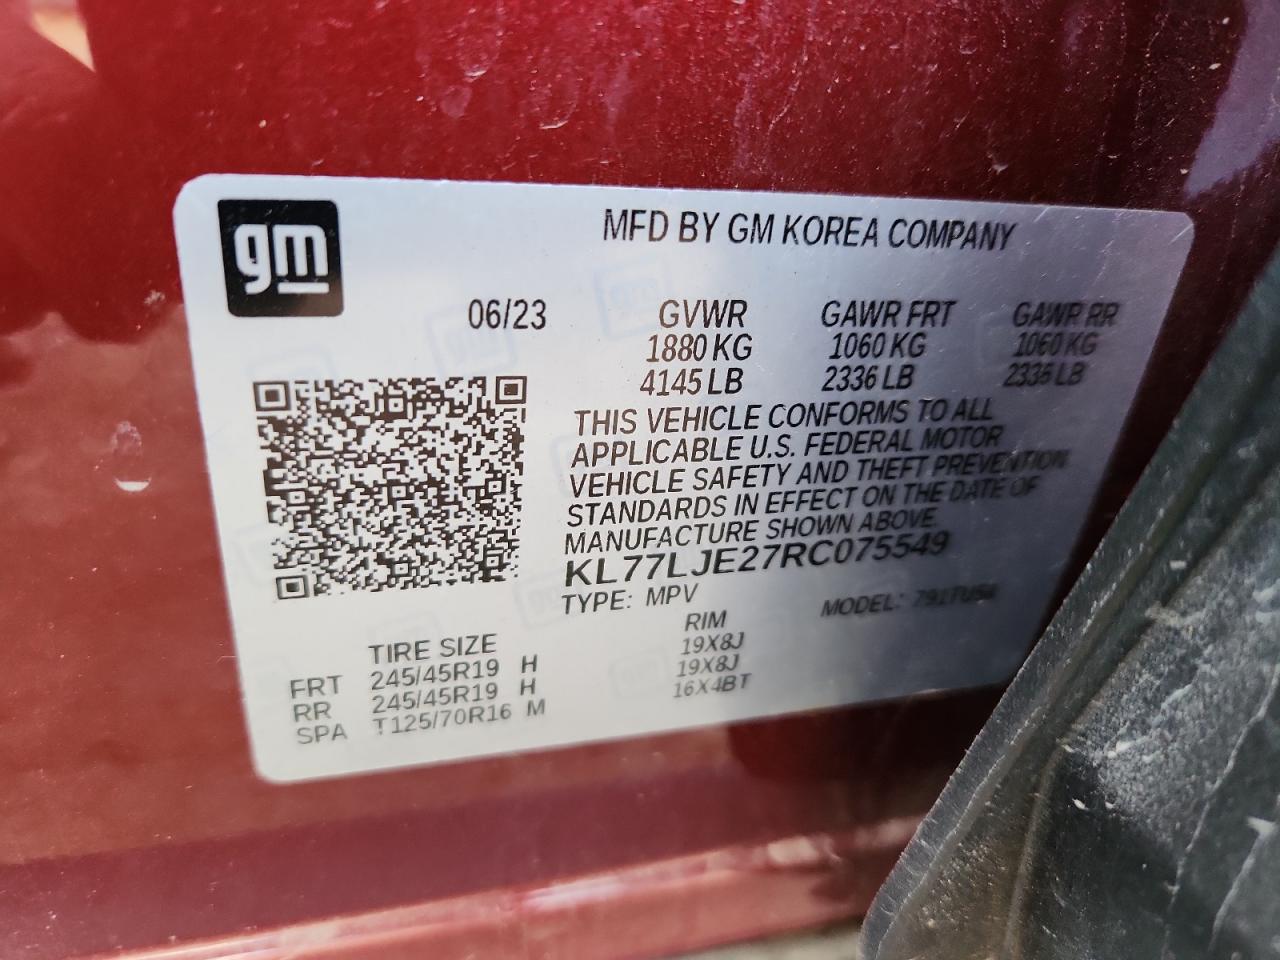 gm
MFD BY GM KOREA COMPANY
06/23 GVWR GAWR FRT GAWR RR
1880 KG 1060 KG 1060 KG
4145 LB 2336 LB 2336 LB
THIS VEHICLE CONFORMS TO ALL
APPLICABLE U.S. FEDERAL MOTOR
VEHICLE SAFETY AND THEFT PREVENTION
STANDARDS IN EFFECT ON THE DATE OF
MANUFACTURE SHOWN ABOVE.
KL77LJE27RC075549
TYPE: MPV MODEL:
TIRE SIZE RIM
FRT 245/45R19 H 19X8J
RR 245/45R19 H 19X8J
SPA T125/70R16 M 16X4BT